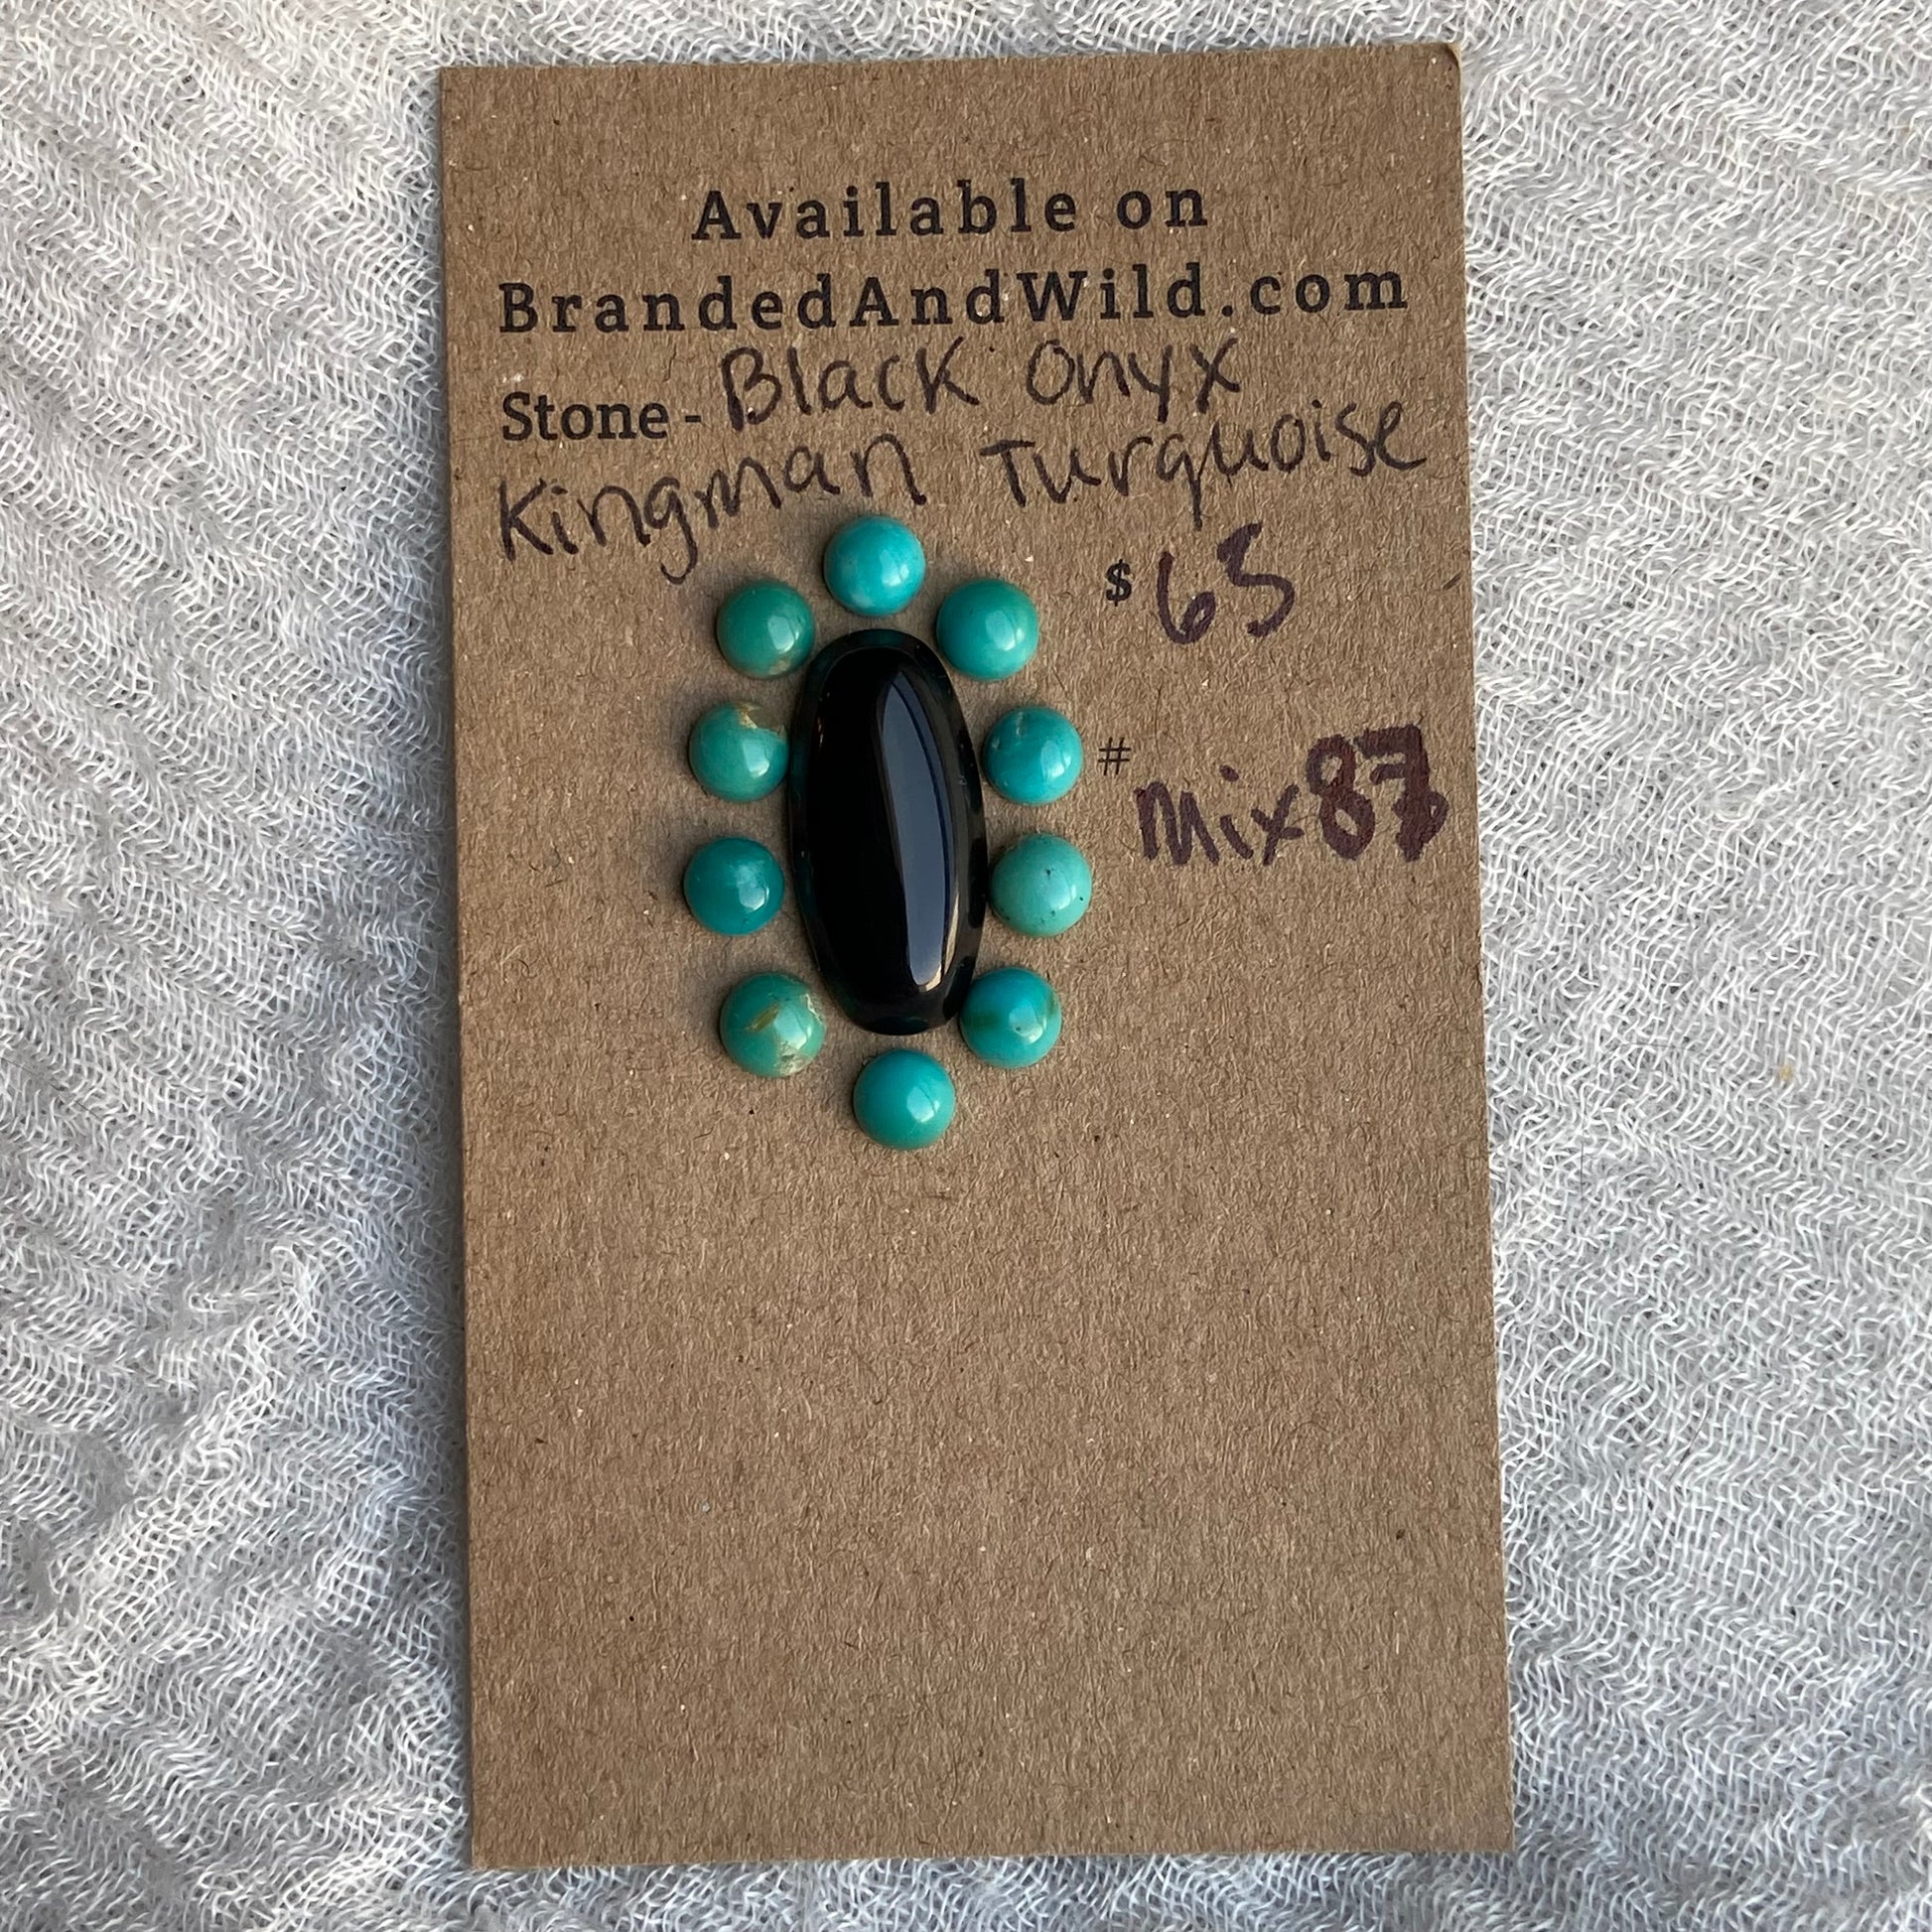 Available on
BrandedAndWild.com
Stone - Black Onyx
Kingman Turquoise
$ 65
# Mix87